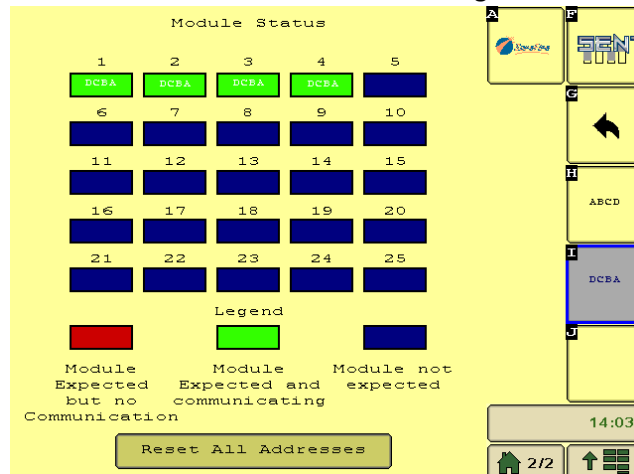 Module Status
1 2 3 4 5
DCBA DCBA DCBA DCBA
6 7 8 9 10
11 12 13 14 15
16 17 18 19 20
21 22 23 24 25
Legend
Module Expected but no Communication
Module Expected and communicating
Module not expected
Reset All Addresses
A
F
SENT
G
H
ABCD
I
DCBA
J
14:03
2/2